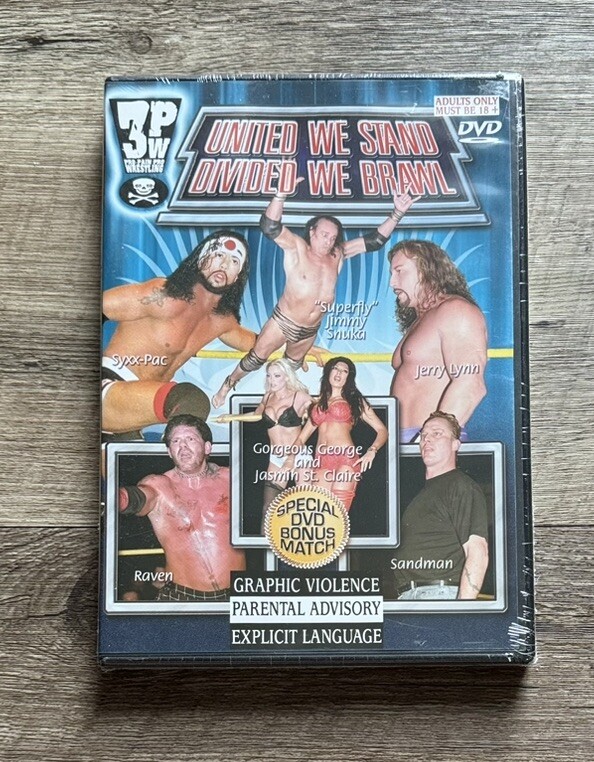 3PW
PRO-PAIN PRO
WRESTLING
UNITED WE STAND
DIVIDED WE BRAWL
ADULTS ONLY
MUST BE 18 +
DVD
"Superfly"
Jimmy
Snuka
Syxx-Pac
Jerry Lynn
Gorgeous George
and
Jasmin St. Claire
SPECIAL
DVD
BONUS
MATCH
Raven
Sandman
GRAPHIC VIOLENCE
PARENTAL ADVISORY
EXPLICIT LANGUAGE